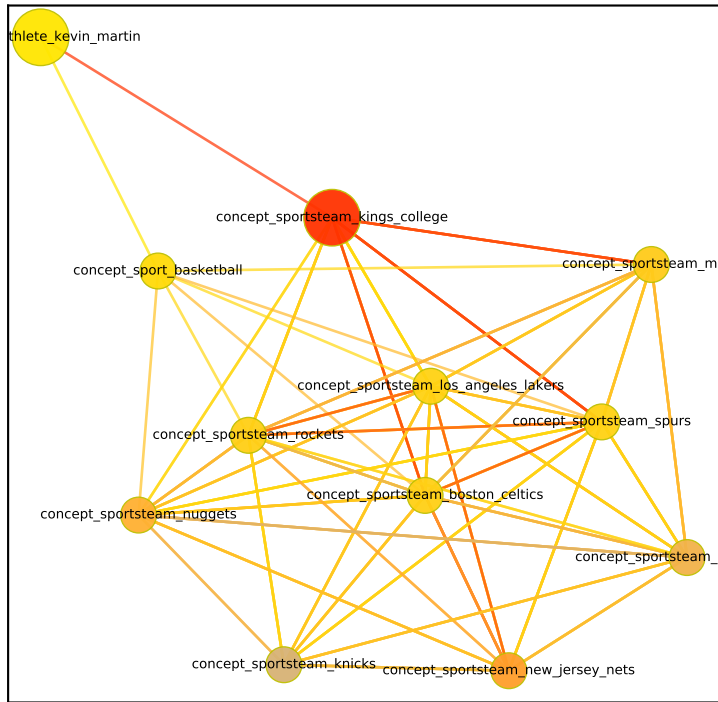 thlete_kevin_martin
concept_sportsteam_kings_college
concept_sportsteam_m
concept_sport_basketball
concept_sportsteam_los_angeles_lakers
concept_sportsteam_spurs
concept_sportsteam_rockets
concept_sportsteam_boston_celtics
concept_sportsteam_nuggets
concept_sportsteam_
concept_sportsteam_knicks
concept_sportsteam_new_jersey_nets